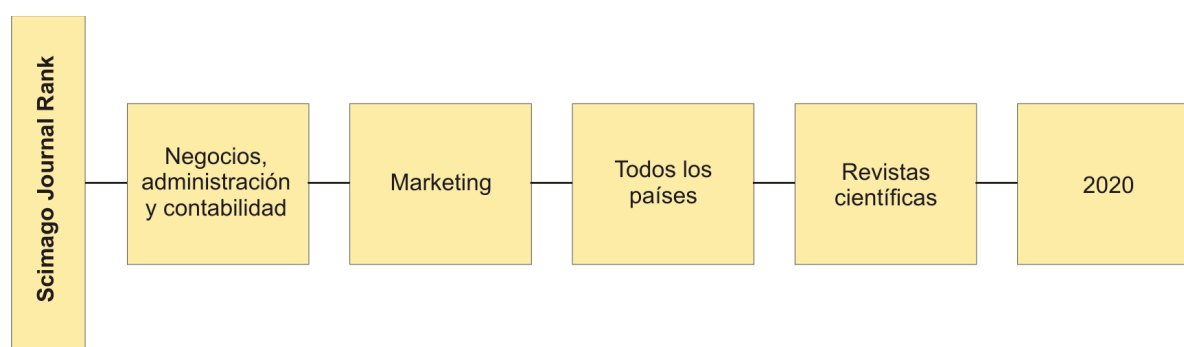 Scimago Journal Rank
Negocios,
administración
y contabilidad
Marketing
Todos los
países
Revistas
científicas
2020